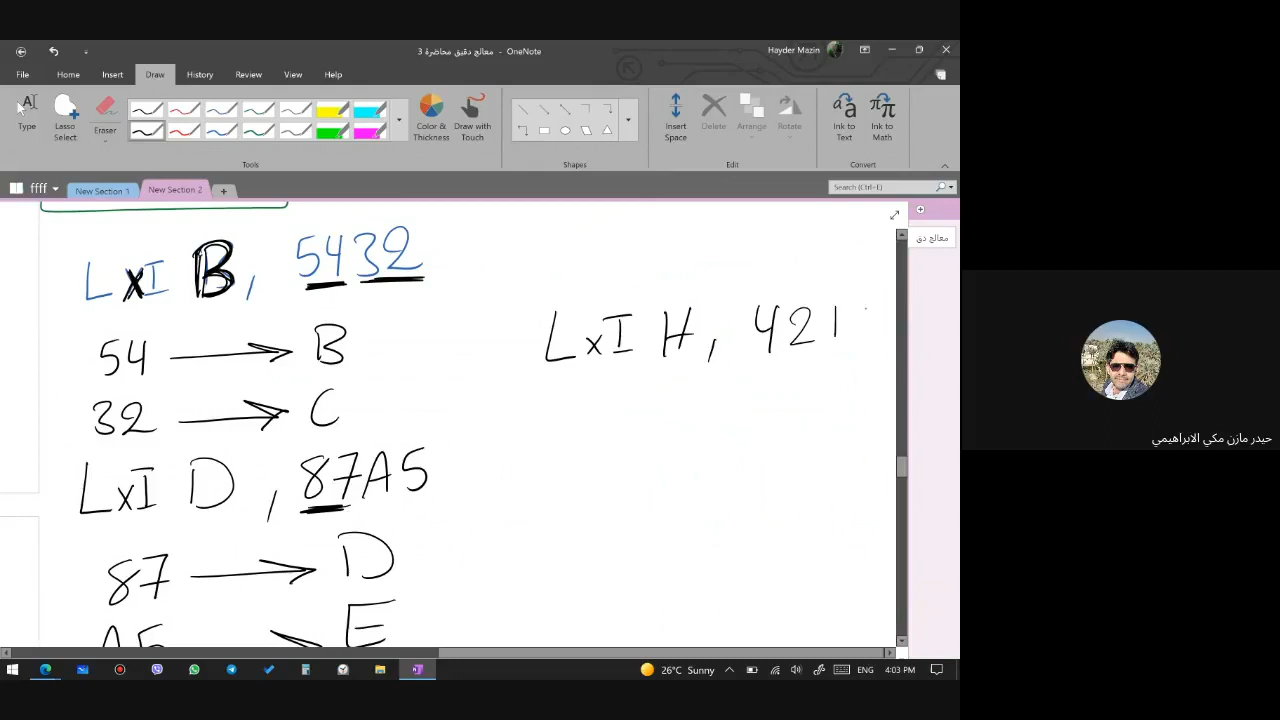 معالج دقيق محاضرة 3 - OneNote
Hayder Mazin
File Home Insert Draw History Review View Help
Type
Lasso Select
Eraser
Color & Thickness
Draw with Touch
Insert Space
Delete
Arrange
Rotate
Ink to Text
Ink to Math
Tools
Shapes
Edit
Convert
ffff
New Section 1
New Section 2
Search (Ctrl+E)
معالج دق
LxI B, 5432
54 → B
32 → C
LxI D, 87A5
87 → D
A5 → E
LxI H, 421
حيدر مازن مكي الابراهيمي
26°C Sunny
ENG
4:03 PM